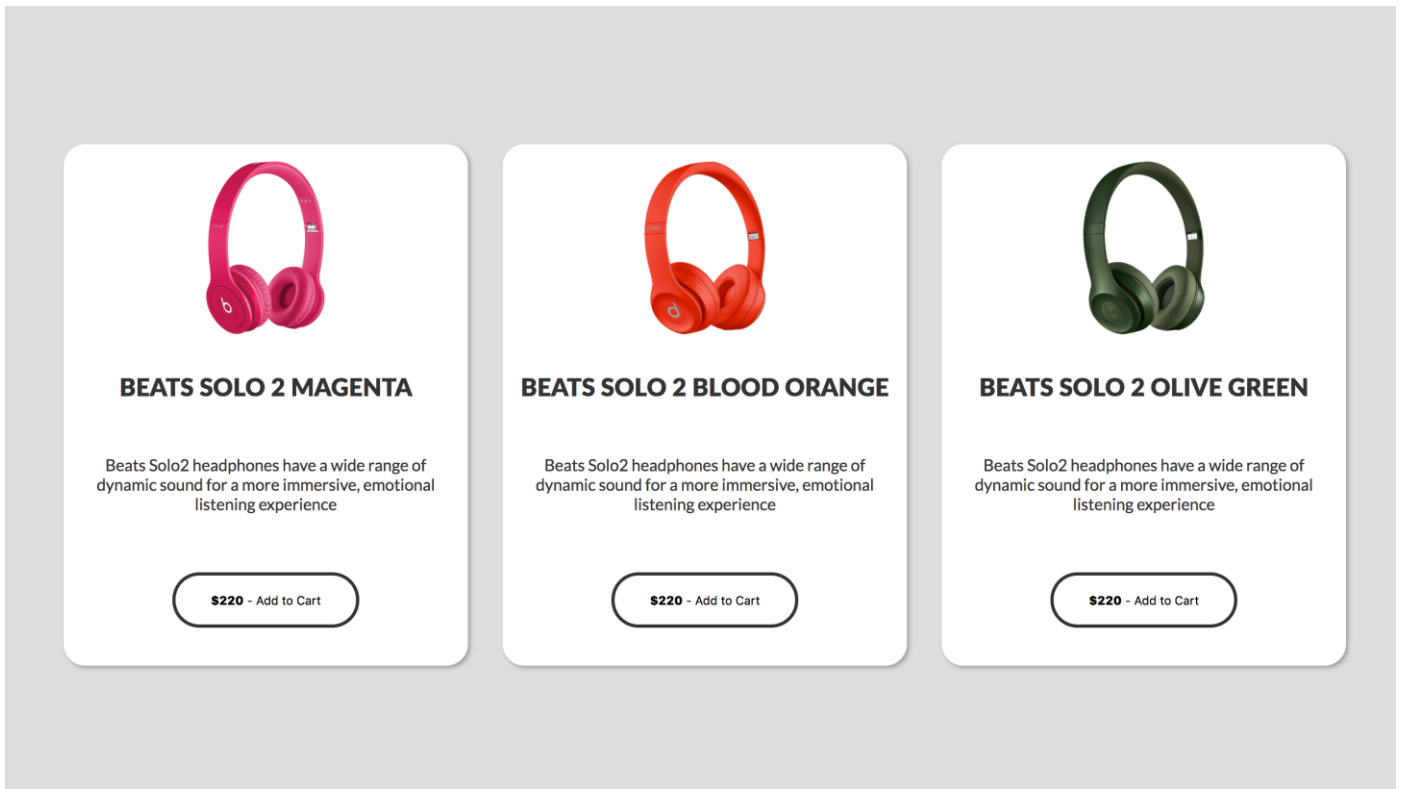 BEATS SOLO 2 MAGENTA
Beats Solo2 headphones have a wide range of
dynamic sound for a more immersive, emotional
listening experience
$220 - Add to Cart
BEATS SOLO 2 BLOOD ORANGE
Beats Solo2 headphones have a wide range of
dynamic sound for a more immersive, emotional
listening experience
$220 - Add to Cart
BEATS SOLO 2 OLIVE GREEN
Beats Solo2 headphones have a wide range of
dynamic sound for a more immersive, emotional
listening experience
$220 - Add to Cart